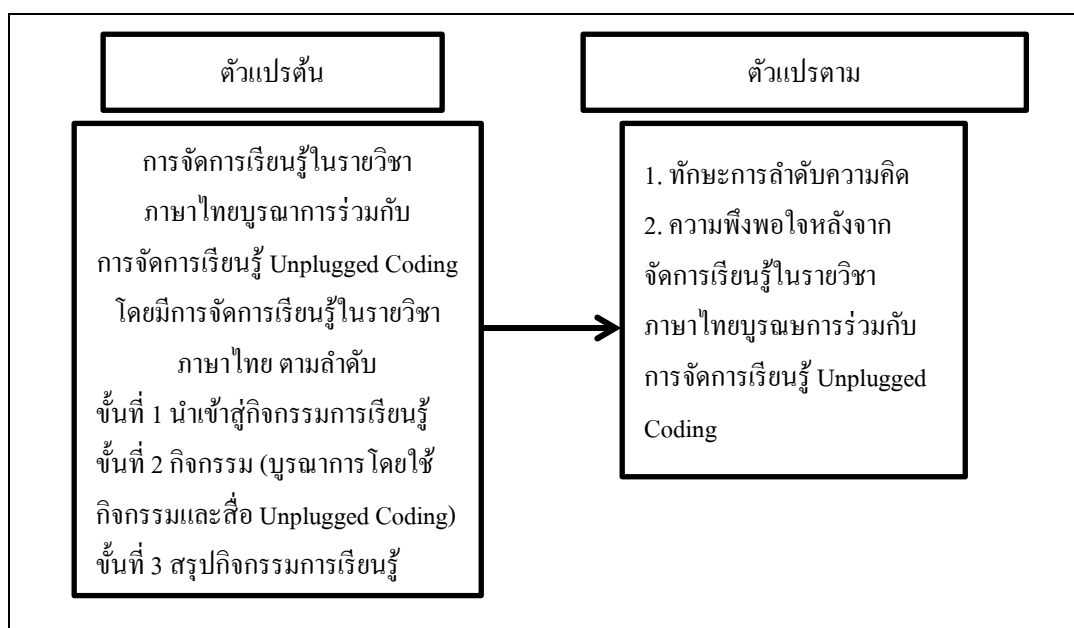 ตัวแปรต้น
การจัดการเรียนรู้ในรายวิชา
ภาษาไทยบูรณาการร่วมกับ
การจัดการเรียนรู้ Unplugged Coding
โดยมีการจัดการเรียนรู้ในรายวิชา
ภาษาไทย ตามลำดับ
ขั้นที่ 1 นำเข้าสู่กิจกรรมการเรียนรู้
ขั้นที่ 2 กิจกรรม (บูรณาการโดยใช้
กิจกรรมและสื่อ Unplugged Coding)
ขั้นที่ 3 สรุปกิจกรรมการเรียนรู้
ตัวแปรตาม
1. ทักษะการลำดับความคิด
2. ความพึงพอใจหลังจาก
จัดการเรียนรู้ในรายวิชา
ภาษาไทยบูรณษการร่วมกับ
การจัดการเรียนรู้ Unplugged
Coding